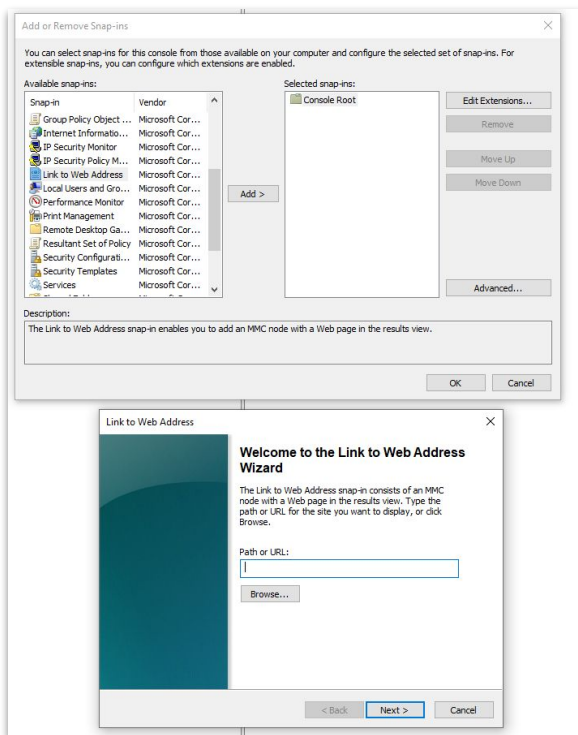 Add or Remove Snap-ins
You can select snap-ins for this console from those available on your computer and configure the selected set of snap-ins. For
extensible snap-ins, you can configure which extensions are enabled.
Available snap-ins:
Snap-in Vendor
Group Policy Object ... Microsoft Cor...
Internet Informatio... Microsoft Cor...
IP Security Monitor Microsoft Cor...
IP Security Policy M... Microsoft Cor...
Link to Web Address Microsoft Cor...
Local Users and Gro... Microsoft Cor...
Performance Monitor Microsoft Cor...
Print Management Microsoft Cor...
Remote Desktop Ga... Microsoft Cor...
Resultant Set of Policy Microsoft Cor...
Security Configurati... Microsoft Cor...
Security Templates Microsoft Cor...
Services Microsoft Cor...
Add >
Selected snap-ins:
Console Root
Edit Extensions...
Remove
Move Up
Move Down
Advanced...
Description:
The Link to Web Address snap-in enables you to add an MMC node with a Web page in the results view.
OK Cancel
Link to Web Address
Welcome to the Link to Web Address
Wizard
The Link to Web Address snap-in consists of an MMC
node with a Web page in the results view. Type the
path or URL for the site you want to display, or click
Browse.
Path or URL:
Browse...
< Back Next > Cancel